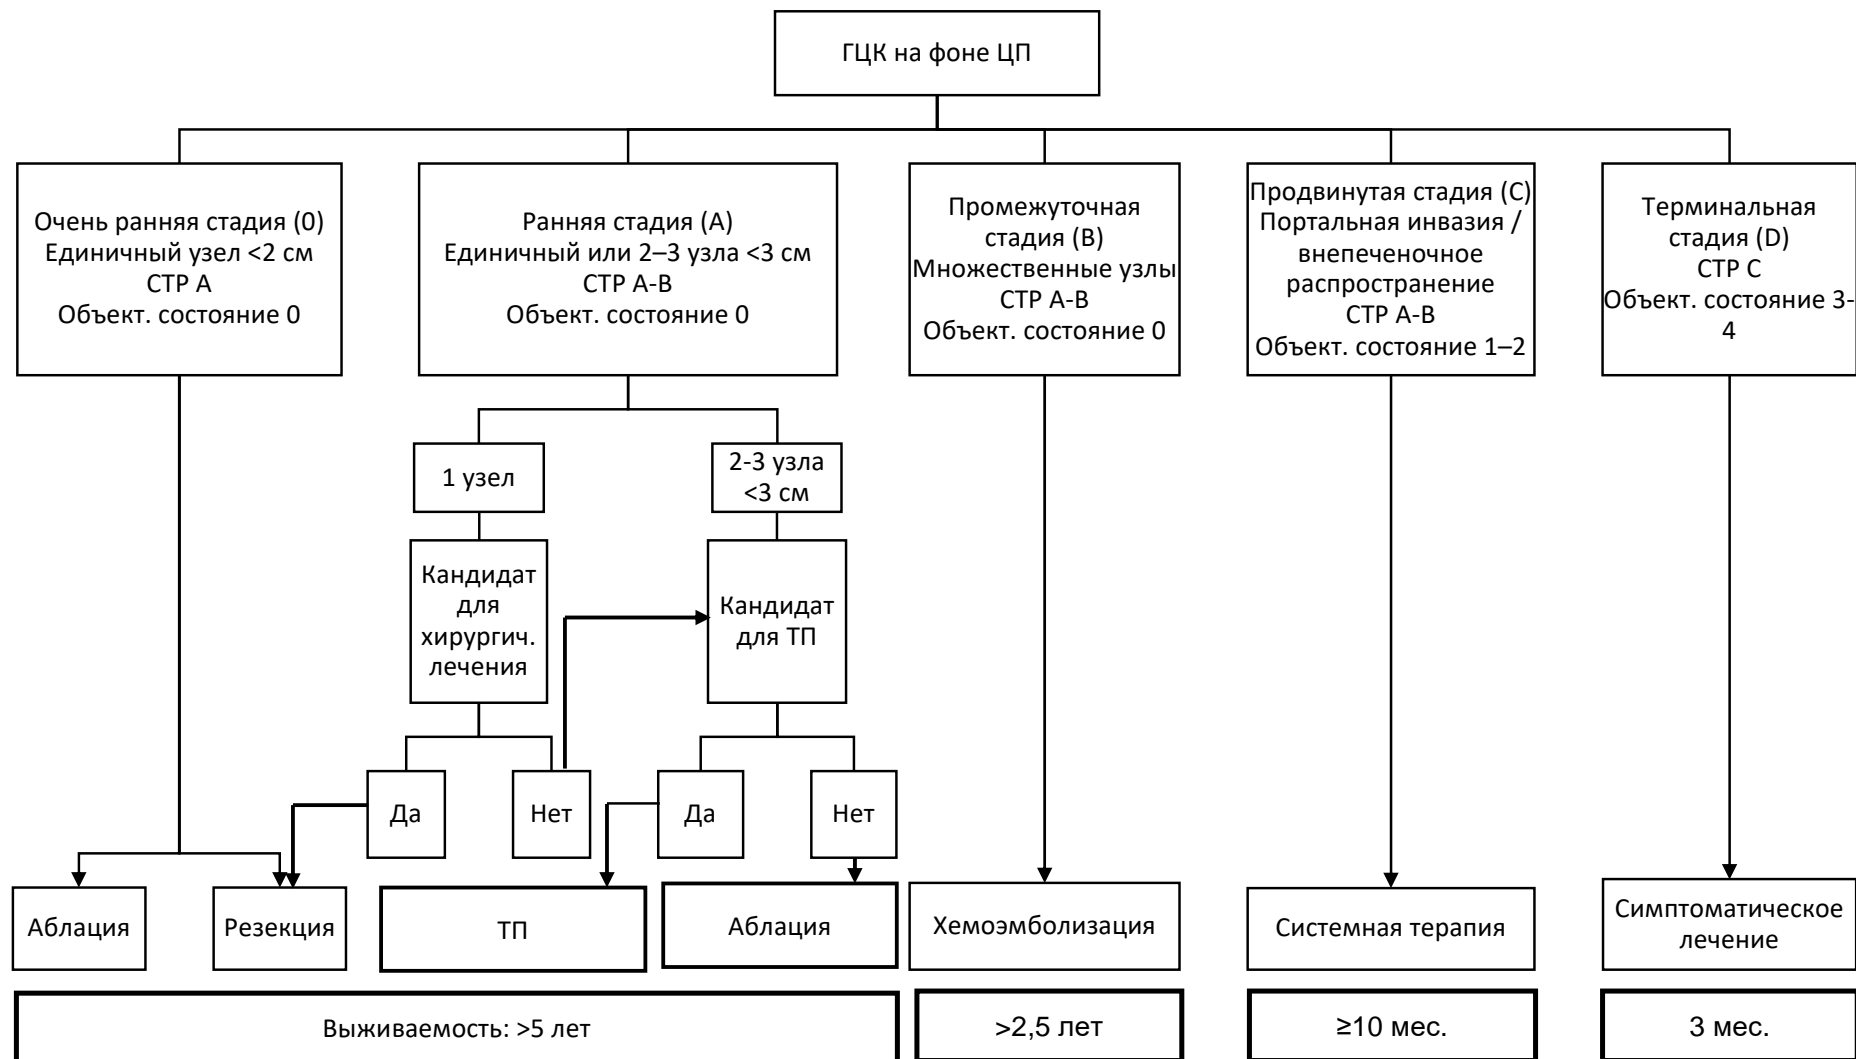 ГЦК на фоне ЦП
Очень ранняя стадия (0)
Единичный узел <2 см
СТР А
Объект. состояние 0
Ранняя стадия (А)
Единичный или 2–3 узла <3 см
СТР А-В
Объект. состояние 0
Промежуточная
стадия (В)
Множественные узлы
СТР А-В
Объект. состояние 0
Продвинутая стадия (С)
Портальная инвазия /
внепеченочное
распространение
СТР А-В
Объект. состояние 1–2
Терминальная
стадия (D)
СТР С
Объект. состояние 3-
4
1 узел
2-3 узла
<3 см
Кандидат
для
хирургич.
лечения
Кандидат
для ТП
Да
Нет
Да
Нет
Аблация
Резекция
ТП
Аблация
Хемоэмболизация
Системная терапия
Симптоматическое
лечение
Выживаемость: >5 лет
>2,5 лет
≥10 мес.
3 мес.